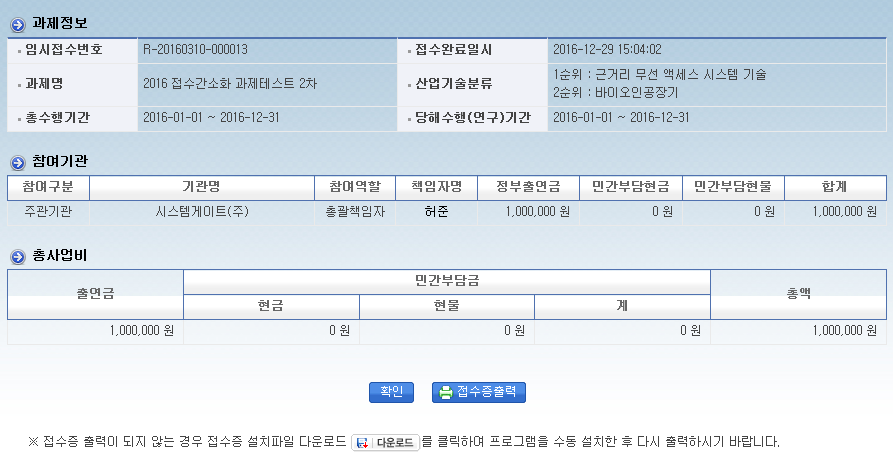 과제정보
임시접수번호 R-20160310-000013 접수완료일시 2016-12-29 15:04:02
과제명 2016 접수간소화 과제테스트 2차 산업기술분류 1순위 : 근거리 무선 액세스 시스템 기술
2순위 : 바이오인공장기
총수행기간 2016-01-01 ~ 2016-12-31 당해수행(연구)기간 2016-01-01 ~ 2016-12-31
참여기관
참여구분 기관명 참여역할 책임자명 정부출연금 민간부담현금 민간부담현물 합계
주관기관 시스템게이트(주) 총괄책임자 허준 1,000,000 원 0 원 0 원 1,000,000 원
총사업비
출연금 민간부담금 총액
현금 현물 계
1,000,000 원 0 원 0 원 0 원 1,000,000 원
확인 접수증출력
※ 접수증 출력이 되지 않는 경우 접수증 설치파일 다운로드 다운로드 를 클릭하여 프로그램을 수동 설치한 후 다시 출력하시기 바랍니다.